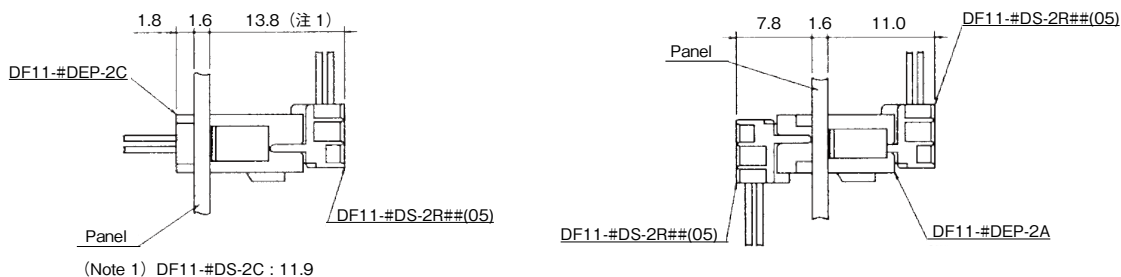 1.8 1.6 13.8 (注 1)
DF11-#DEP-2C
DF11-#DS-2R##(05)
Panel
(Note 1) DF11-#DS-2C : 11.9
7.8 1.6 11.0
DF11-#DS-2R##(05)
Panel
DF11-#DS-2R##(05)
DF11-#DEP-2A